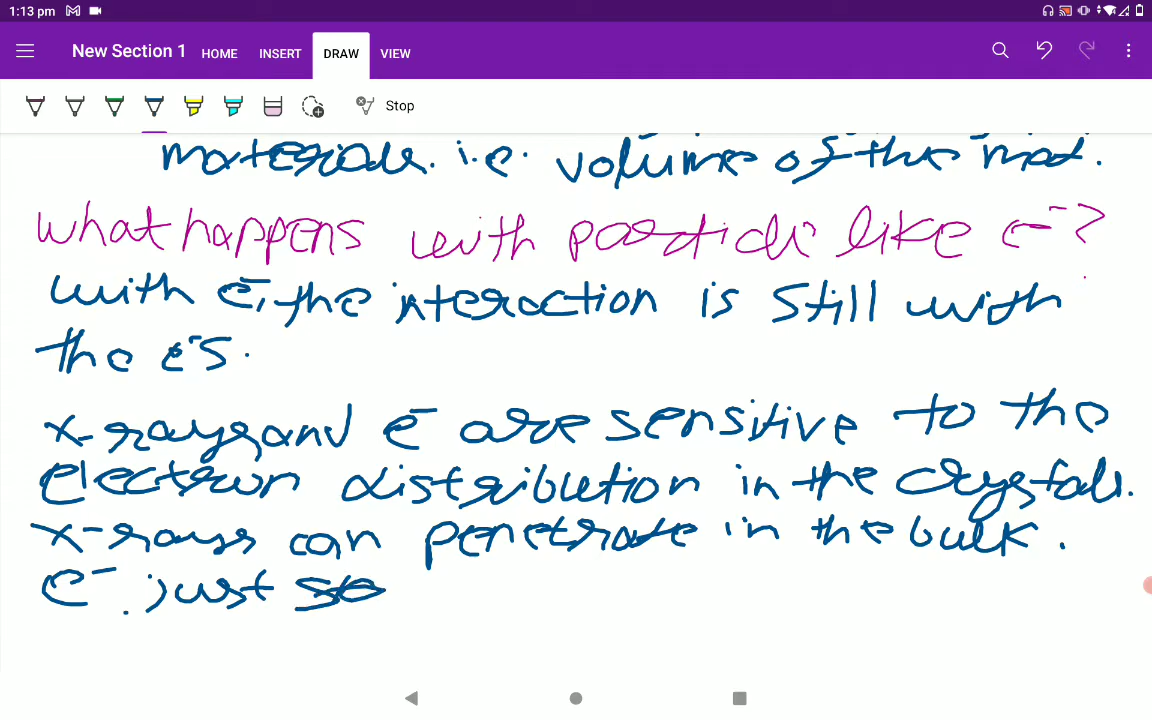 1:13 pm
New Section 1 HOME INSERT DRAW VIEW
Stop
materials. i.e. volume of the mat.
what happens with particle like e⁻?
with e⁻, the interaction is still with
the e⁻s.
x-rays and e⁻ are sensitive to the
electron distribution in the crystals.
x-rays can penetrate in the bulk.
e⁻ just